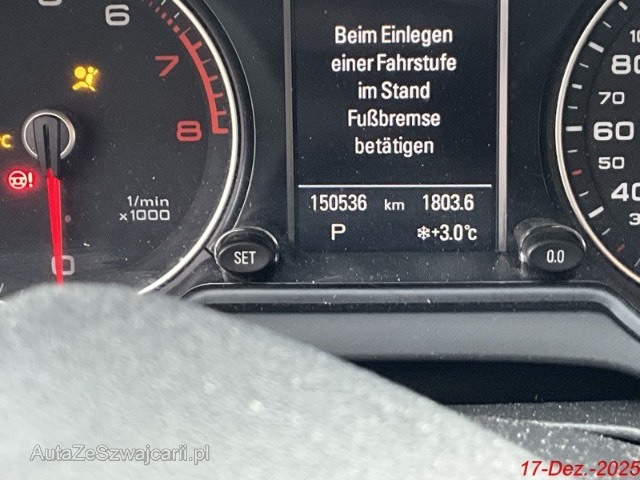 Beim Einlegen
einer Fahrstufe
im Stand
Fußbremse
betätigen
150536 km 1803.6
P ❄+3.0°c
6
7
8
1/min
x1000
0
°C
SET
0.0
80
70
60
50
40
AutaZeSzwajcarii.pl
17-Dez.-2025